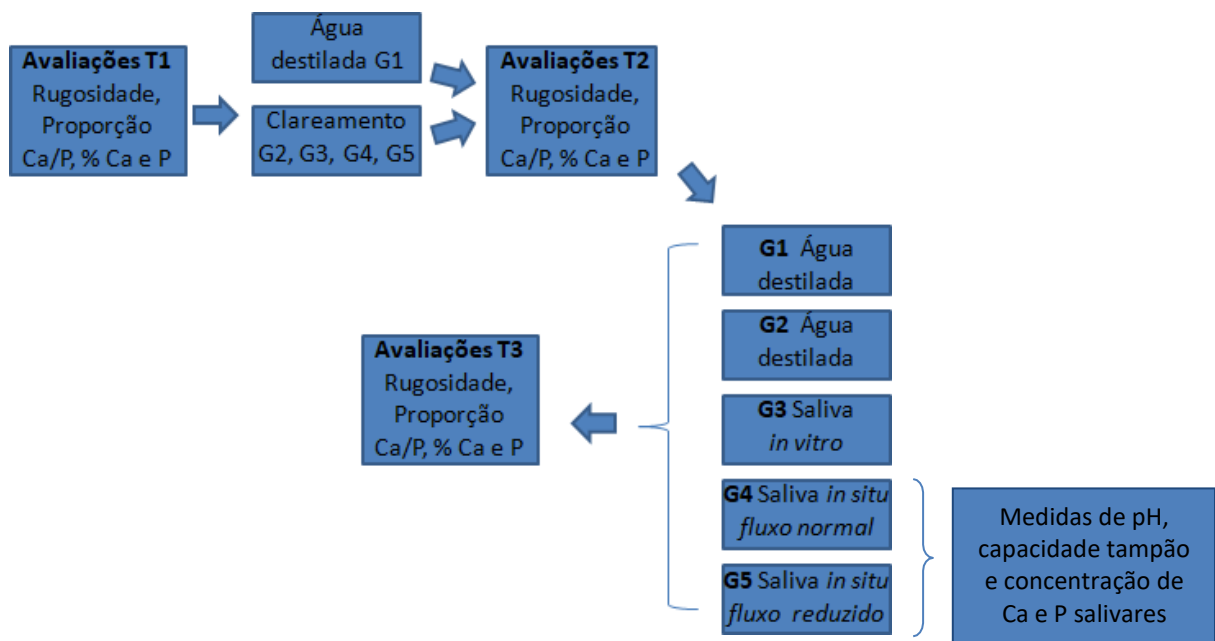 Avaliações T1
Rugosidade,
Proporção
Ca/P, % Ca e P
Água
destilada G1
Clareamento
G2, G3, G4, G5
Avaliações T2
Rugosidade,
Proporção
Ca/P, % Ca e P
G1 Água
destilada
G2 Água
destilada
G3 Saliva
in vitro
G4 Saliva in situ
fluxo normal
G5 Saliva in situ
fluxo reduzido
Avaliações T3
Rugosidade,
Proporção
Ca/P, % Ca e P
Medidas de pH,
capacidade tampão
e concentração de
Ca e P salivares